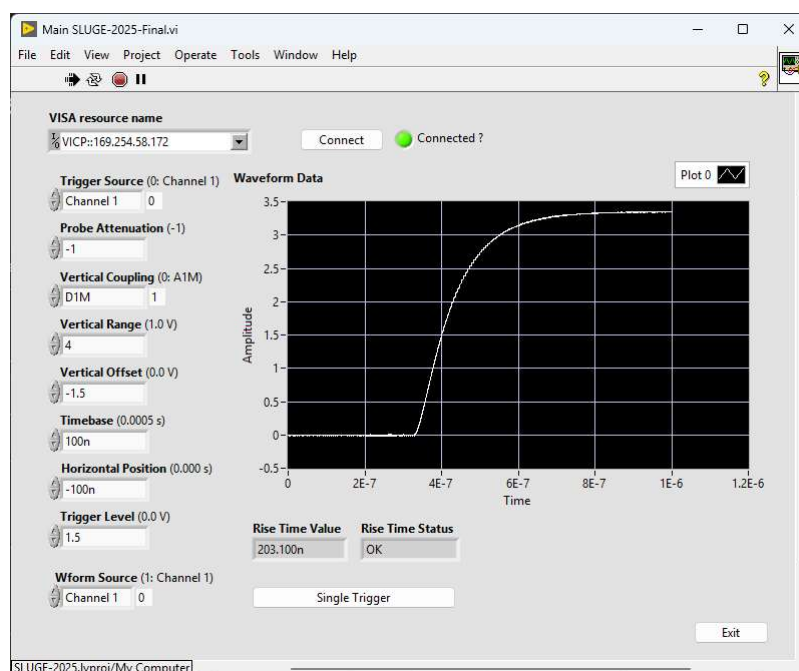 Main SLUGE-2025-Final.vi
File Edit View Project Operate Tools Window Help
VISA resource name
VICP::169.254.58.172
Connect
Connected ?
Trigger Source (0: Channel 1)
Channel 1 0
Probe Attenuation (-1)
-1
Vertical Coupling (0: A1M)
D1M 1
Vertical Range (1.0 V)
4
Vertical Offset (0.0 V)
-1.5
Timebase (0.0005 s)
100n
Horizontal Position (0.000 s)
-100n
Trigger Level (0.0 V)
1.5
Wform Source (1: Channel 1)
Channel 1 0
Waveform Data
Plot 0
Amplitude
3.5
3
2.5
2
1.5
1
0.5
0
-0.5
0 2E-7 4E-7 6E-7 8E-7 1E-6 1.2E-6
Time
Rise Time Value Rise Time Status
203.100n OK
Single Trigger
Exit
SLUGE-2025.lvproj/My Computer